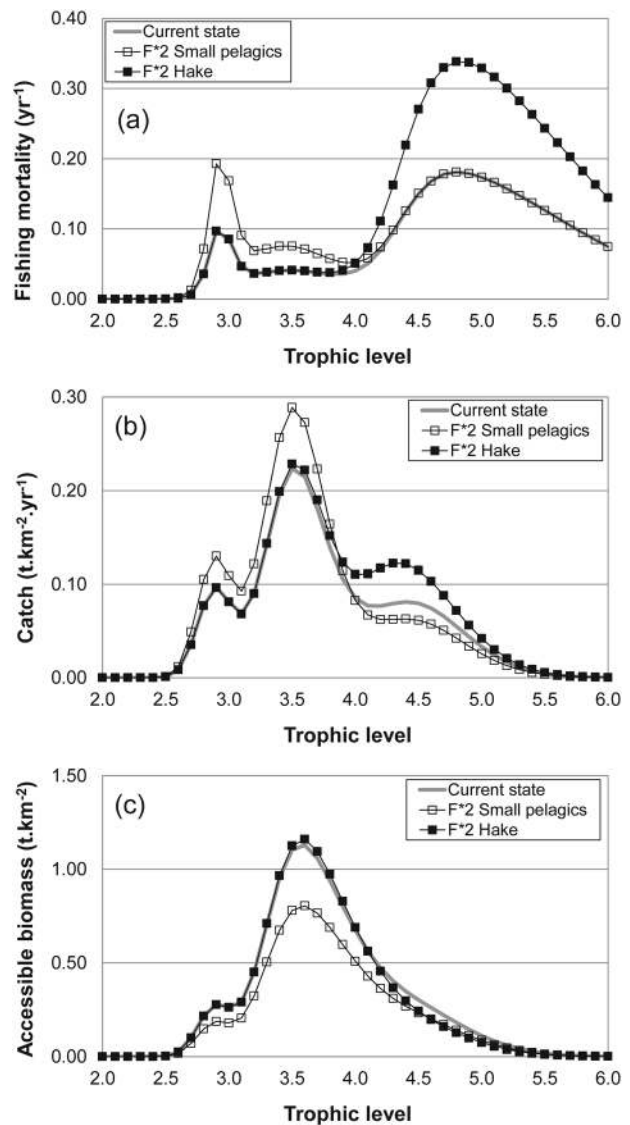 0.40
Current state
F*2 Small pelagics
F*2 Hake
0.30
(a)
0.20
0.10
0.00
2.0 2.5 3.0 3.5 4.0 4.5 5.0 5.5 6.0
Fishing mortality (yr-1)
Trophic level
0.30
Current state
F*2 Small pelagics
F*2 Hake
(b)
0.20
0.10
0.00
2.0 2.5 3.0 3.5 4.0 4.5 5.0 5.5 6.0
Catch (t.km-2.yr-1)
Trophic level
1.50
Current state
F*2 Small pelagics
F*2 Hake
(c)
1.00
0.50
0.00
2.0 2.5 3.0 3.5 4.0 4.5 5.0 5.5 6.0
Accessible biomass (t.km-2)
Trophic level